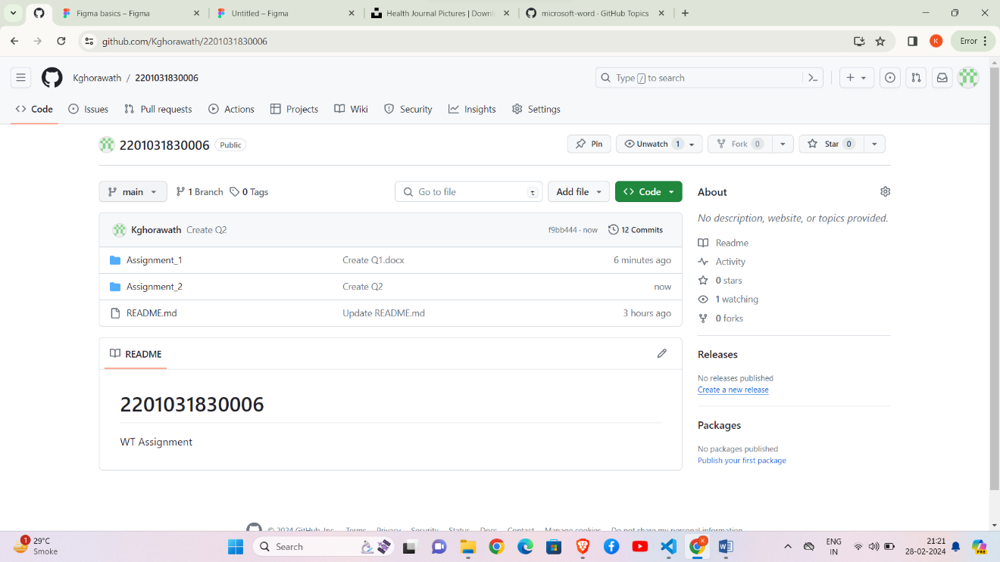 Figma basics – Figma
Untitled – Figma
Health Journal Pictures | Downl
microsoft-word · GitHub Topics
github.com/Kghorawath/2201031830006
K
Error
Kghorawath / 2201031830006
Type / to search
Code
Issues
Pull requests
Actions
Projects
Wiki
Security
Insights
Settings
2201031830006 Public
Pin
Unwatch 1
Fork 0
Star 0
main
1 Branch
0 Tags
Go to file t
Add file
Code
About
No description, website, or topics provided.
Kghorawath Create Q2
f9bb444 · now
12 Commits
Assignment_1 Create Q1.docx 6 minutes ago
Assignment_2 Create Q2 now
README.md Update README.md 3 hours ago
Readme
Activity
0 stars
1 watching
0 forks
README
2201031830006
WT Assignment
Releases
No releases published
Create a new release
Packages
No packages published
Publish your first package
© 2024 GitHub, Inc. Terms Privacy Security Status Docs Contact Manage cookies Do not share my personal information
1
29°C
Smoke
Search
K
ENG
IN
21:21
28-02-2024
PRE